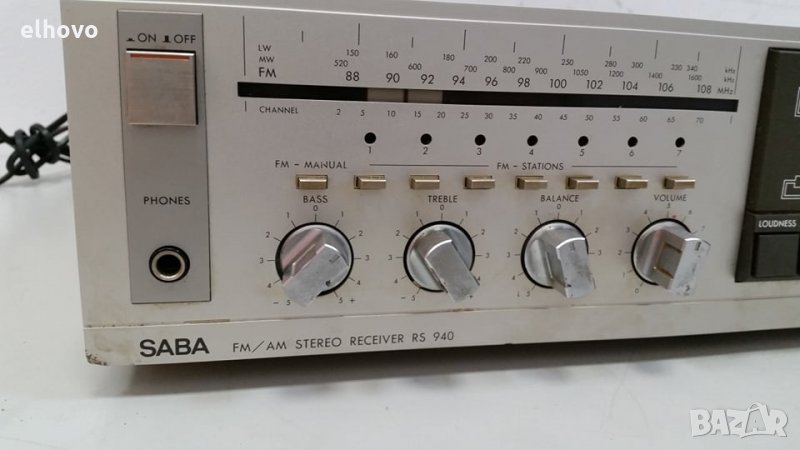 elhovo
ON OFF
LW 150 160 180 200 220 250 300 330 340 kHz
MW 520 600 700 800 1000 1200 1400 1600 kHz
FM 88 90 92 94 96 98 100 102 104 106 108 MHz
CHANNEL 2 5 10 15 20 25 30 35 40 45 50 55 60 65 70
1 2 3 4 5 6 7
FM - MANUAL FM - STATIONS
PHONES
BASS TREBLE BALANCE VOLUME
LOUDNESS
SABA FM/AM STEREO RECEIVER RS 940
BAZAR